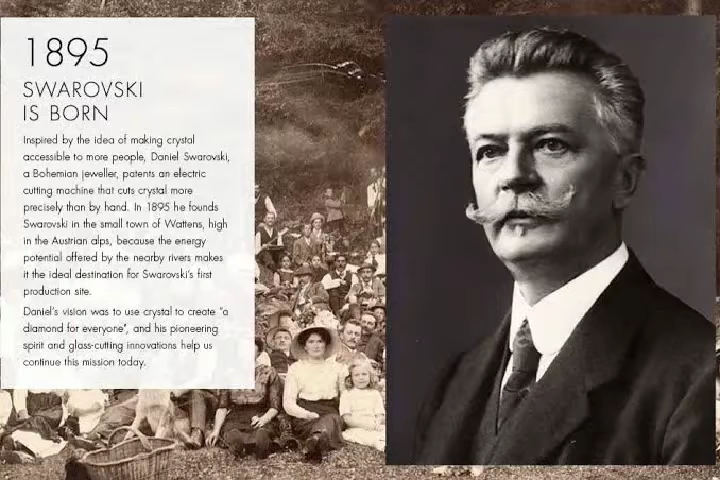 1895
SWAROVSKI
IS BORN
Inspired by the idea of making crystal
accessible to more people, Daniel Swarovski,
a Bohemian jeweller, patents an electric
cutting machine that cuts crystal more
precisely than by hand. In 1895 he founds
Swarovski in the small town of Wattens, high
in the Austrian alps, because the energy
potential offered by the nearby rivers makes
it the ideal destination for Swarovski's first
production site.
Daniel's vision was to use crystal to create "a
diamond for everyone", and his pioneering
spirit and glass-cutting innovations help us
continue this mission today.